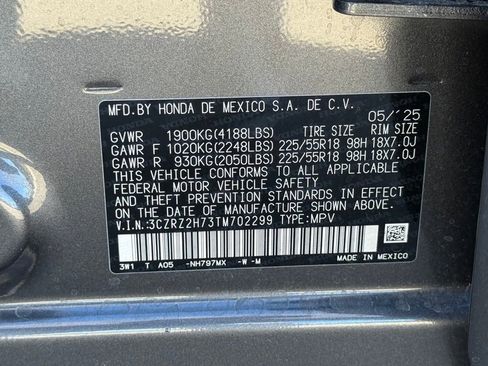 MFD.BY HONDA DE MEXICO S.A. DE C.V.
05/'25
GVWR 1900KG(4188LBS) TIRE SIZE RIM SIZE
GAWR F 1020KG(2248LBS) 225/55R18 98H 18X7.0J
GAWR R 930KG(2050LBS) 225/55R18 98H 18X7.0J
THIS VEHICLE CONFORMS TO ALL APPLICABLE
FEDERAL MOTOR VEHICLE SAFETY
AND THEFT PREVENTION STANDARDS IN EFFECT
ON THE DATE OF MANUFACTURE SHOWN ABOVE.
V.I.N.:3CZRZ2H73TM702299 TYPE:MPV
3W1 T A05 -NH797MX -W -M
MADE IN MEXICO